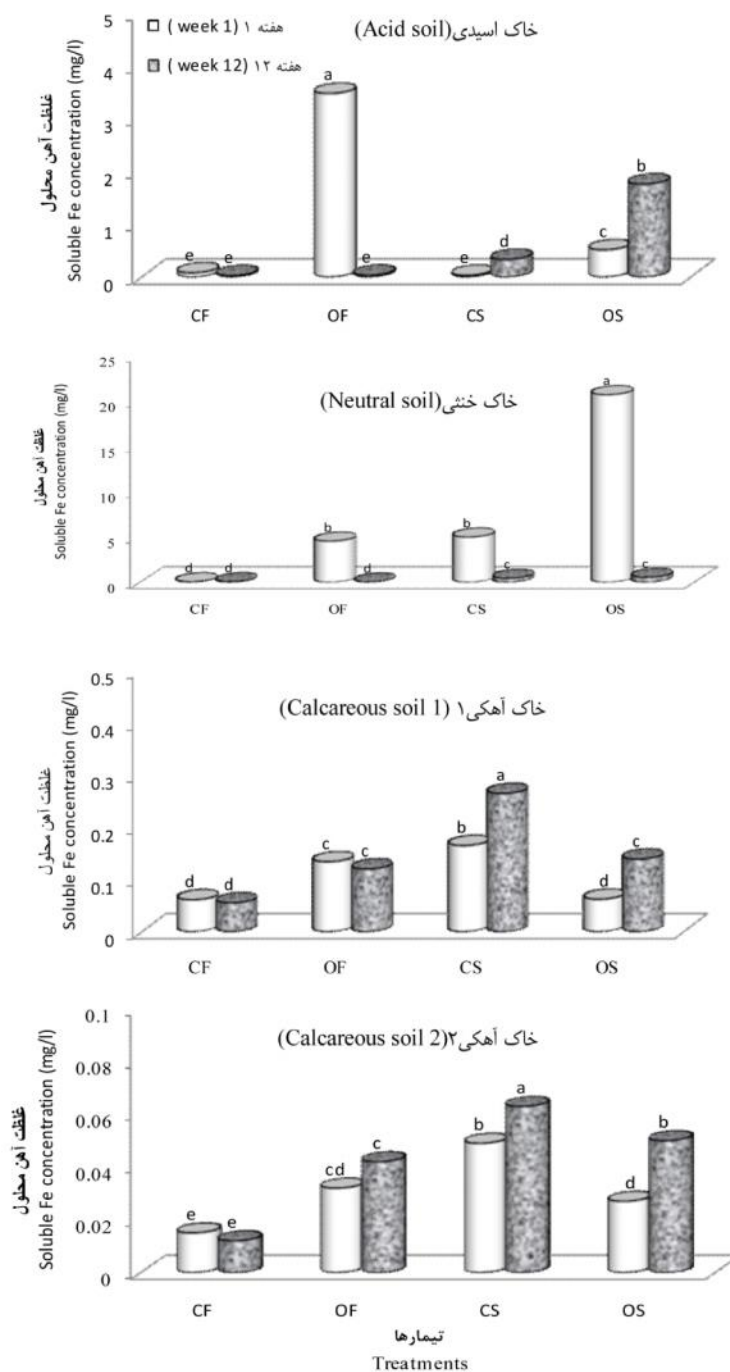 خاک اسیدی(Acid soil)
( week 1) هفته ۱
( week 12) هفته ۱۲
غلظت آهن محلول
Soluble Fe concentration (mg/l)
5
4
3
2
1
0
e e a e e d c b
CF OF CS OS
خاک خنثی(Neutral soil)
غلظت آهن محلول
Soluble Fe concentration (mg/l)
25
20
15
10
5
0
d d b d b c a c
CF OF CS OS
خاک آهکی۱ (Calcareous soil 1)
غلظت آهن محلول
Soluble Fe concentration (mg/l)
0.5
0.4
0.3
0.2
0.1
0
d d c c b a d c
CF OF CS OS
خاک آهکی۲(Calcareous soil 2)
غلظت آهن محلول
Soluble Fe concentration (mg/l)
0.1
0.08
0.06
0.04
0.02
0
e e cd c b a d b
CF OF CS OS
تیمارها
Treatments